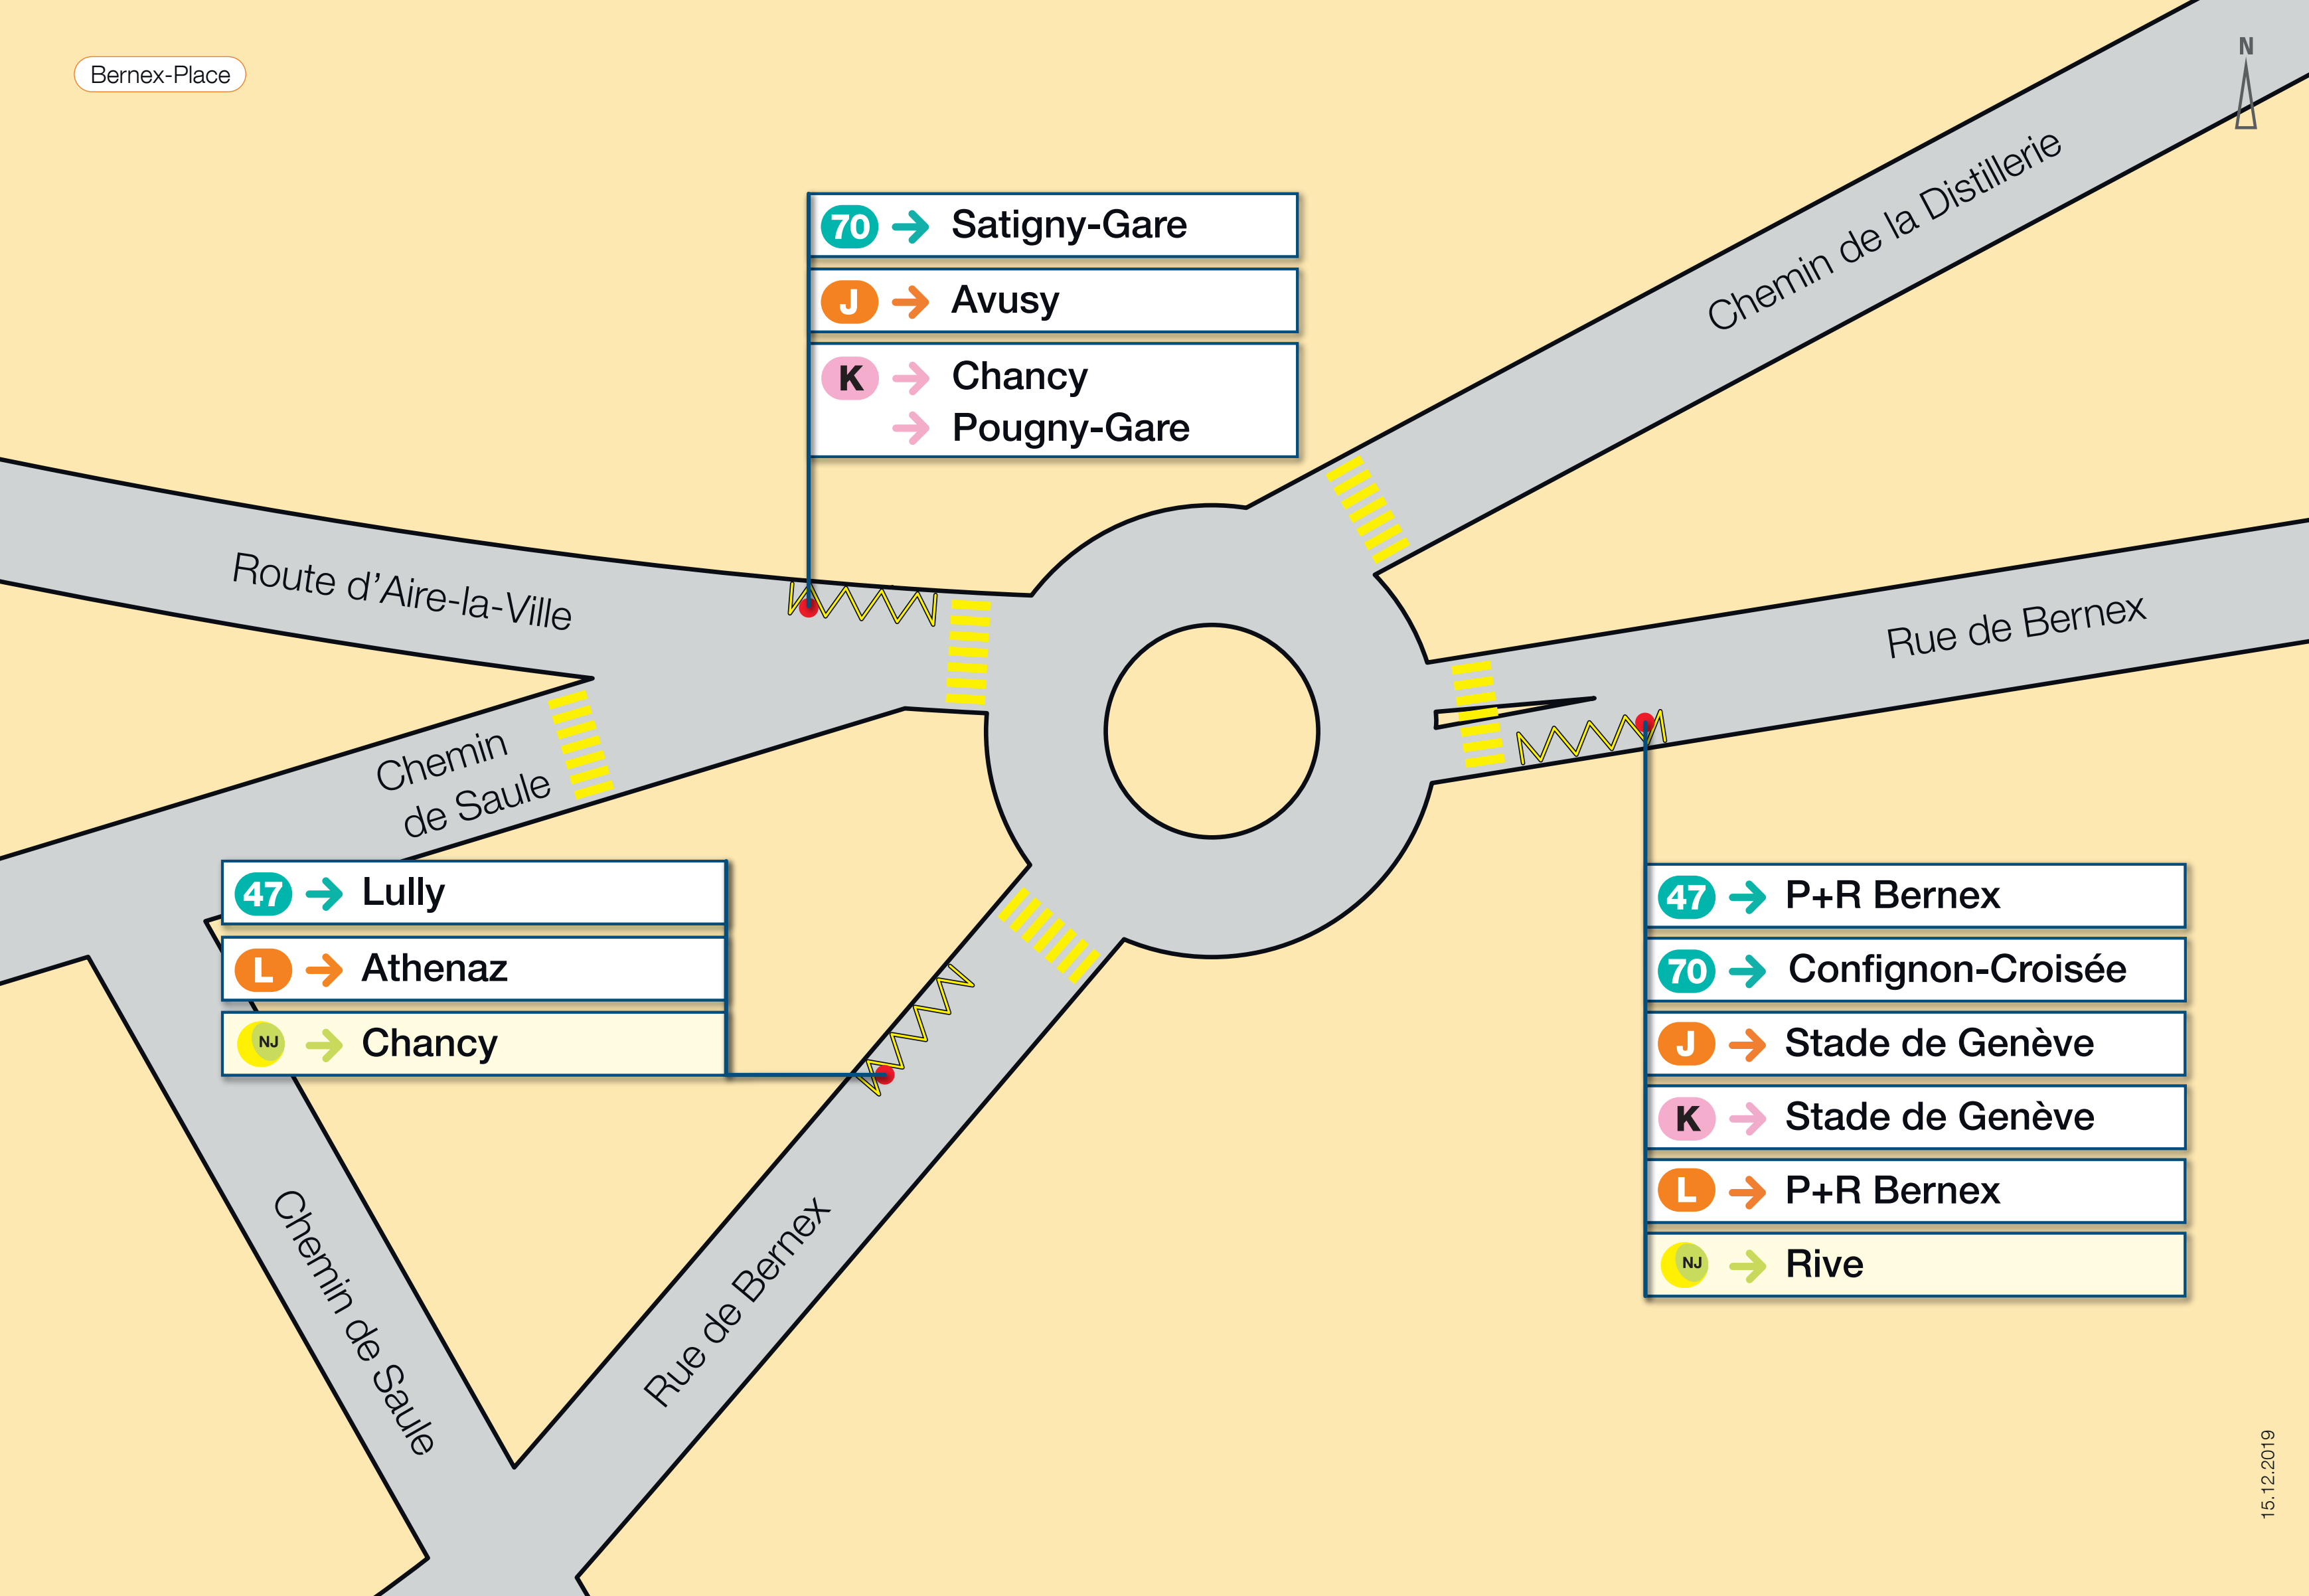 Bernex-Place
N
70 → Satigny-Gare
J → Avusy
K → Chancy
→ Pougny-Gare
Chemin de la Distillerie
Route d’Aire-la-Ville
Rue de Bernex
Chemin
de Saule
47 → Lully
L → Athenaz
NJ → Chancy
47 → P+R Bernex
70 → Confignon-Croisée
J → Stade de Genève
K → Stade de Genève
L → P+R Bernex
NJ → Rive
Chemin de Saule
Rue de Bernex
15.12.2019